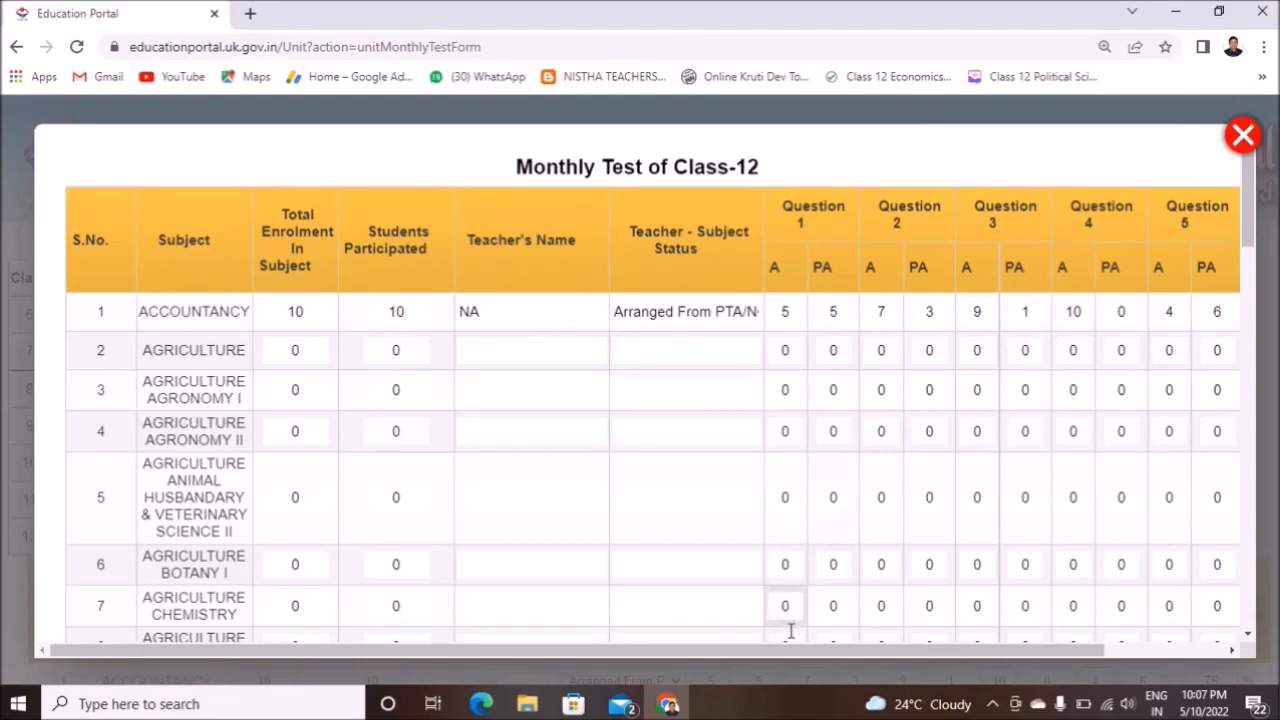 Education Portal
educationportal.uk.gov.in/Unit?action=unitMonthlyTestForm
Apps Gmail YouTube Maps Home – Google Ad... (30) WhatsApp NISTHA TEACHERS... Online Kruti Dev To... Class 12 Economics... Class 12 Political Sci...
Monthly Test of Class-12
S.No. Subject Total Enrolment In Subject Students Participated Teacher's Name Teacher - Subject Status Question 1 Question 2 Question 3 Question 4 Question 5
A PA A PA A PA A PA A PA
1 ACCOUNTANCY 10 10 NA Arranged From PTA/N 5 5 7 3 9 1 10 0 4 6
2 AGRICULTURE 0 0 0 0 0 0 0 0 0 0 0 0
3 AGRICULTURE AGRONOMY I 0 0 0 0 0 0 0 0 0 0 0 0
4 AGRICULTURE AGRONOMY II 0 0 0 0 0 0 0 0 0 0 0 0
5 AGRICULTURE ANIMAL HUSBANDARY & VETERINARY SCIENCE II 0 0 0 0 0 0 0 0 0 0 0 0
6 AGRICULTURE BOTANY I 0 0 0 0 0 0 0 0 0 0 0 0
7 AGRICULTURE CHEMISTRY 0 0 0 0 0 0 0 0 0 0 0 0
AGRICULTURE
ACCOUNTANCY
Type here to search
2
24°C Cloudy
ENG
IN
10:07 PM
5/10/2022
22